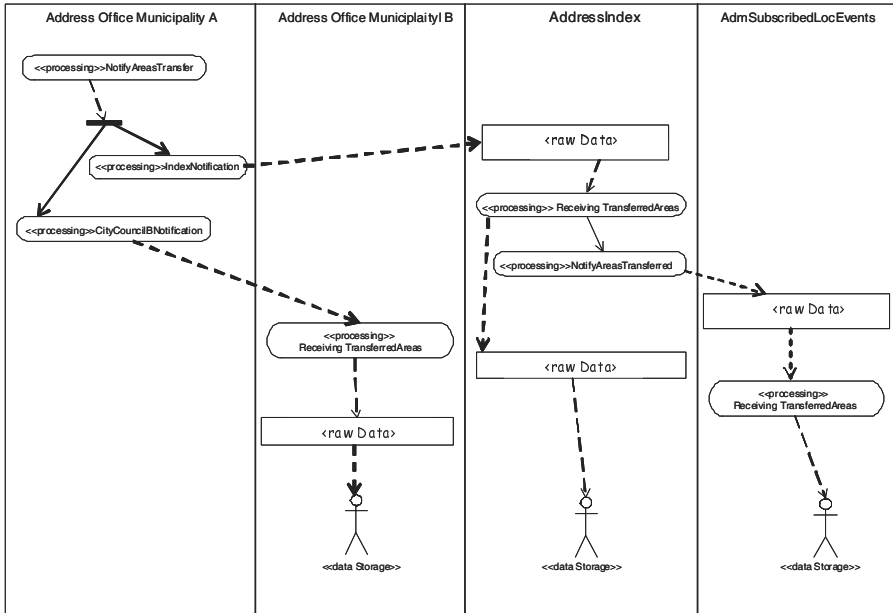 Address Office Municipality A
Address Office MuniciplaityI B
AddressIndex
AdmSubscribedLocEvents
<<processing>>NotifyAreasTransfer
<<processing>>IndexNotification
<<processing>>CityCouncilBNotification
<<processing>>
Receiving TransferredAreas
<raw Data>
<<data Storage>>
<raw Data>
<<processing>> Receiving TransferredAreas
<<processing>>NotifyAreasTransferred
<raw Data>
<<data Storage>>
<raw Data>
<<processing>>
Receiving TransferredAreas
<<data Storage>>